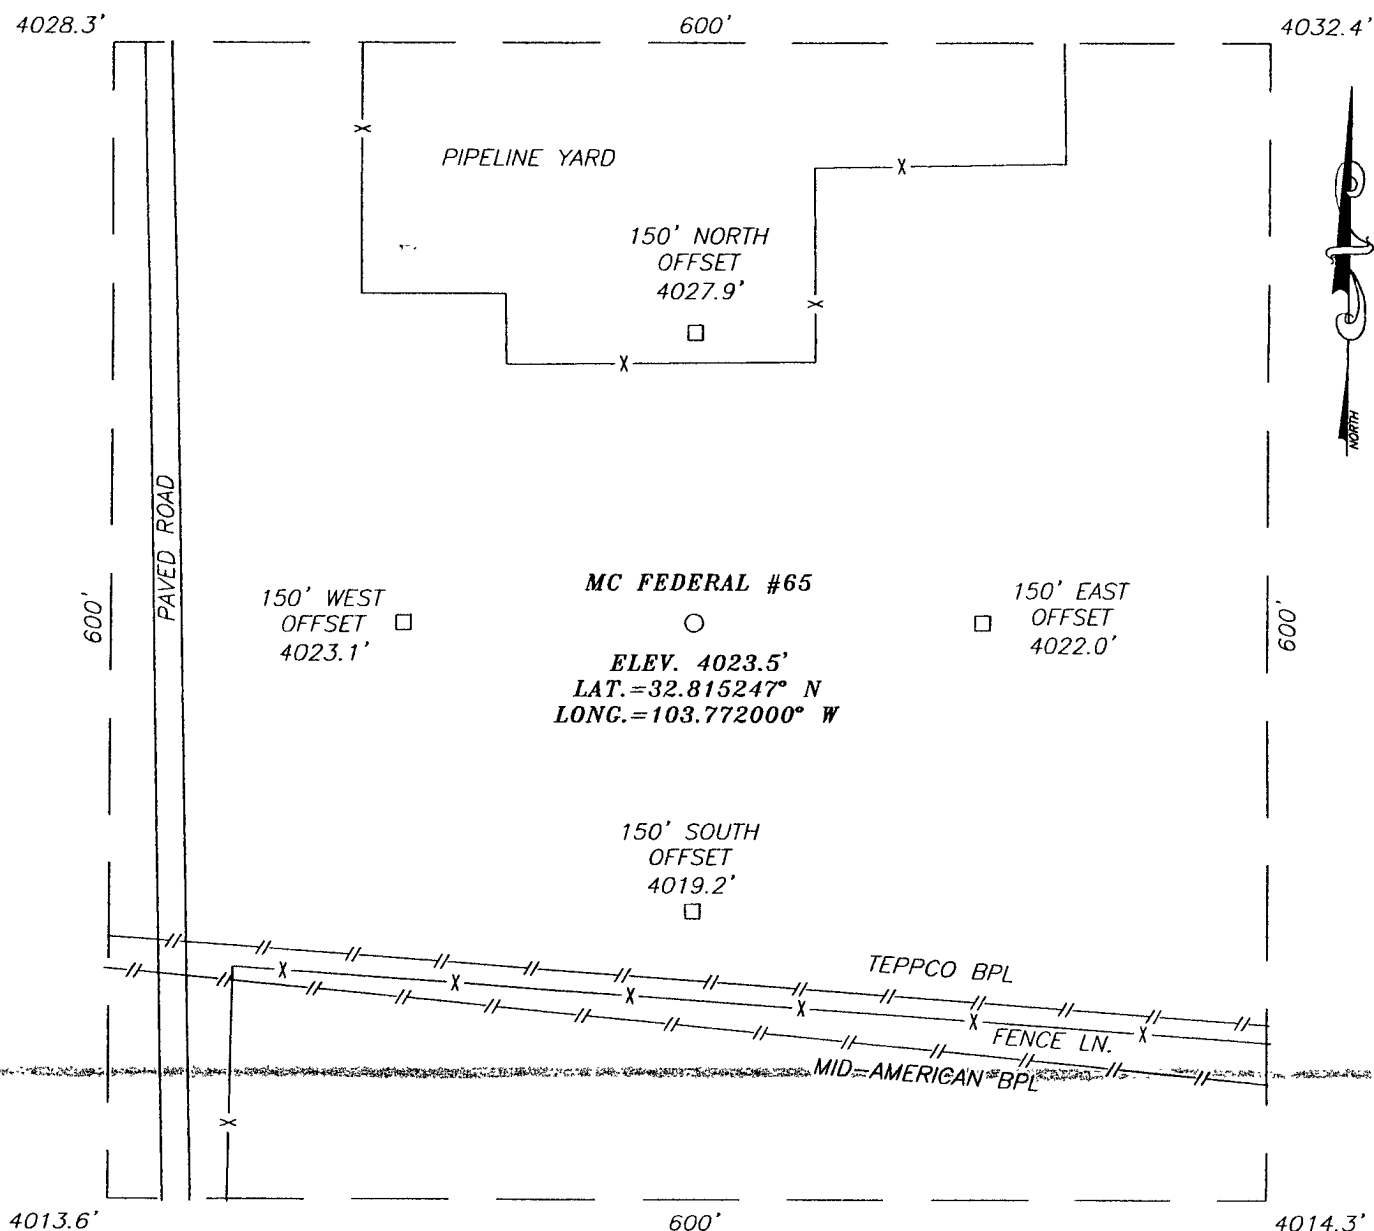 4028.3'
600'
4032.4'
PIPELINE YARD
150' NORTH
OFFSET
4027.9'
NORTH
PAVED ROAD
600'
150' WEST
OFFSET
4023.1'
MC FEDERAL #65
ELEV. 4023.5'
LAT.=32.815247° N
LONG.=103.772000° W
150' EAST
OFFSET
4022.0'
600'
150' SOUTH
OFFSET
4019.2'
TEPPCO BPL
FENCE LN.
MID-AMERICAN BPL
4013.6'
600'
4014.3'